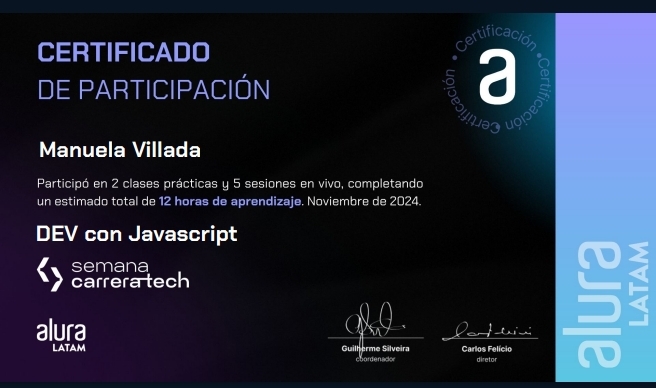 CERTIFICADO
DE PARTICIPACIÓN
• Certificación • Certificación • Certificación
a
Manuela Villada
Participó en 2 clases prácticas y 5 sesiones en vivo, completando
un estimado total de 12 horas de aprendizaje. Noviembre de 2024.
DEV con Javascript
semana
carreratech
alura
LATAM
Guilherme Silveira
coordenador
Carlos Felício
diretor
alura
LATAM